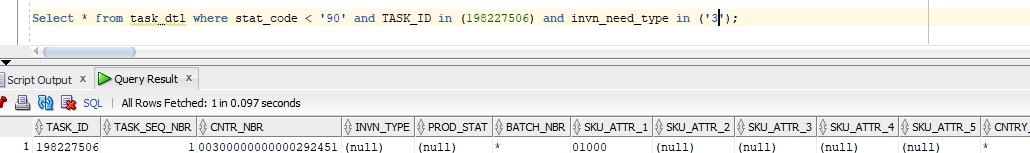 Select * from task_dtl where stat_code < '90' and TASK_ID in (198227506) and invn_need_type in ('3');
Script Output x Query Result x
SQL | All Rows Fetched: 1 in 0.097 seconds
TASK_ID TASK_SEQ_NBR CNTR_NBR INVN_TYPE PROD_STAT BATCH_NBR SKU_ATTR_1 SKU_ATTR_2 SKU_ATTR_3 SKU_ATTR_4 SKU_ATTR_5 CNTRY_
1 198227506 1 00300000000000292451 (null) (null) * 01000 (null) (null) (null) (null) *